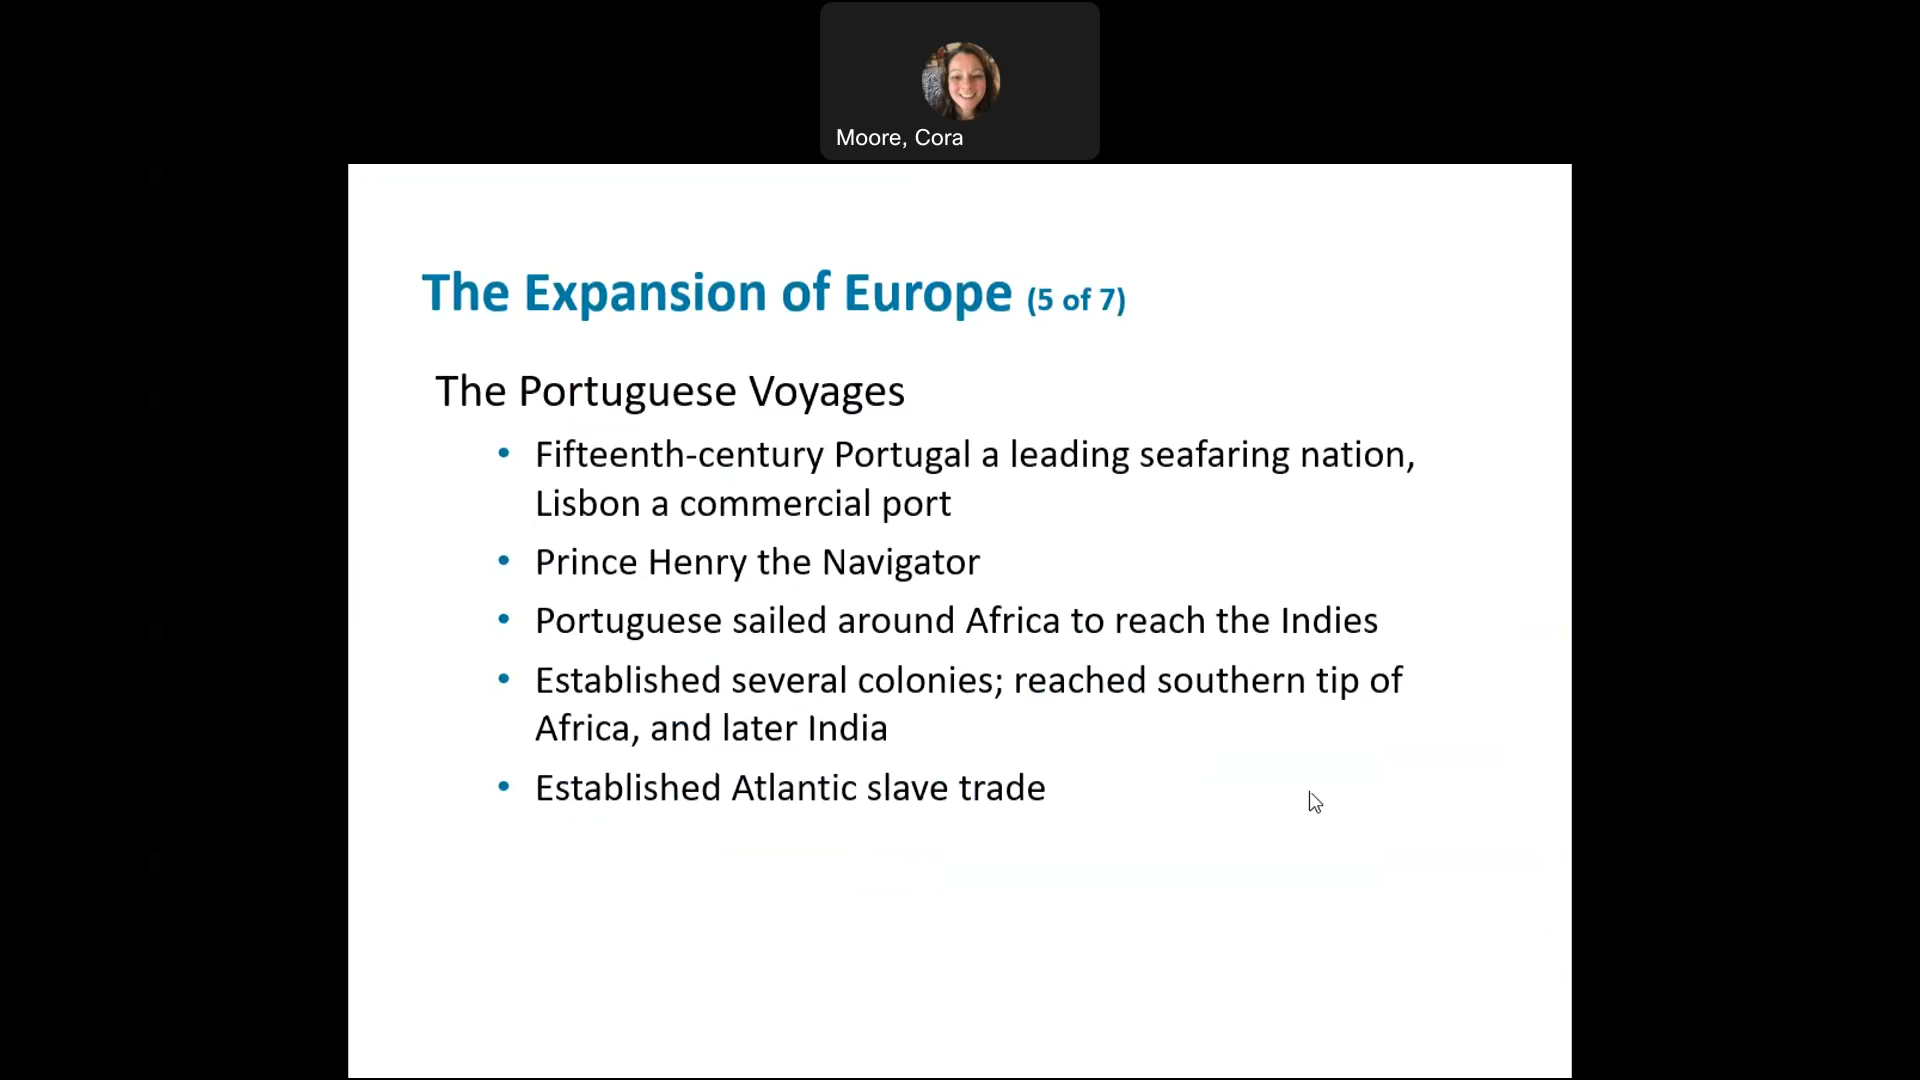 Moore, Cora
The Expansion of Europe (5 of 7)
The Portuguese Voyages
• Fifteenth-century Portugal a leading seafaring nation,
Lisbon a commercial port
• Prince Henry the Navigator
• Portuguese sailed around Africa to reach the Indies
• Established several colonies; reached southern tip of
Africa, and later India
• Established Atlantic slave trade